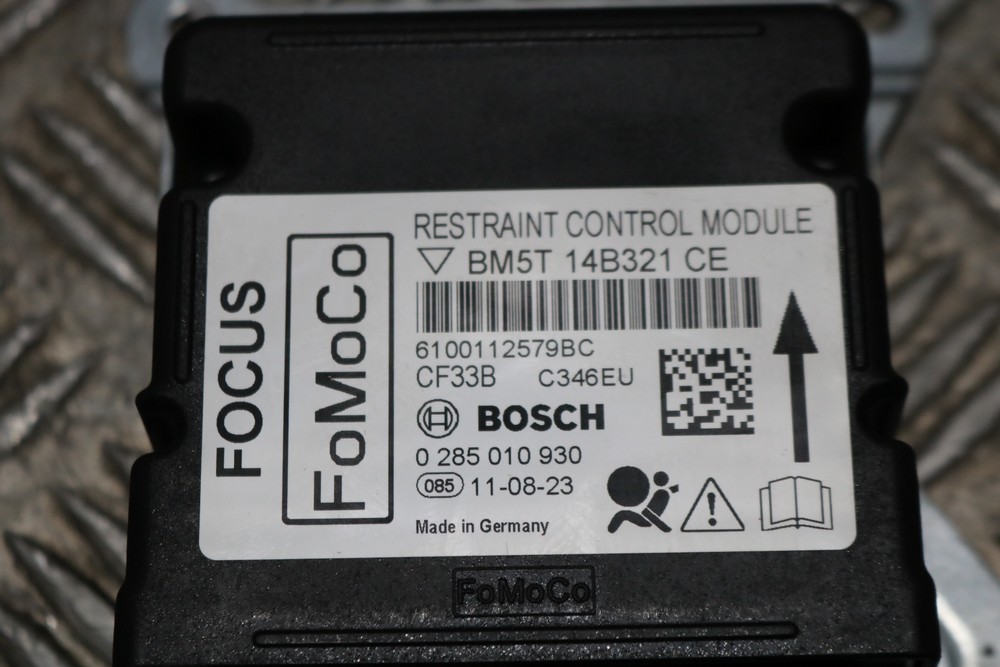 FOCUS
FoMoCo
RESTRAINT CONTROL MODULE
BM5T 14B321 CE
6100112579BC
CF33B C346EU
H BOSCH
0 285 010 930
085 11-08-23
Made in Germany
FoMoCo